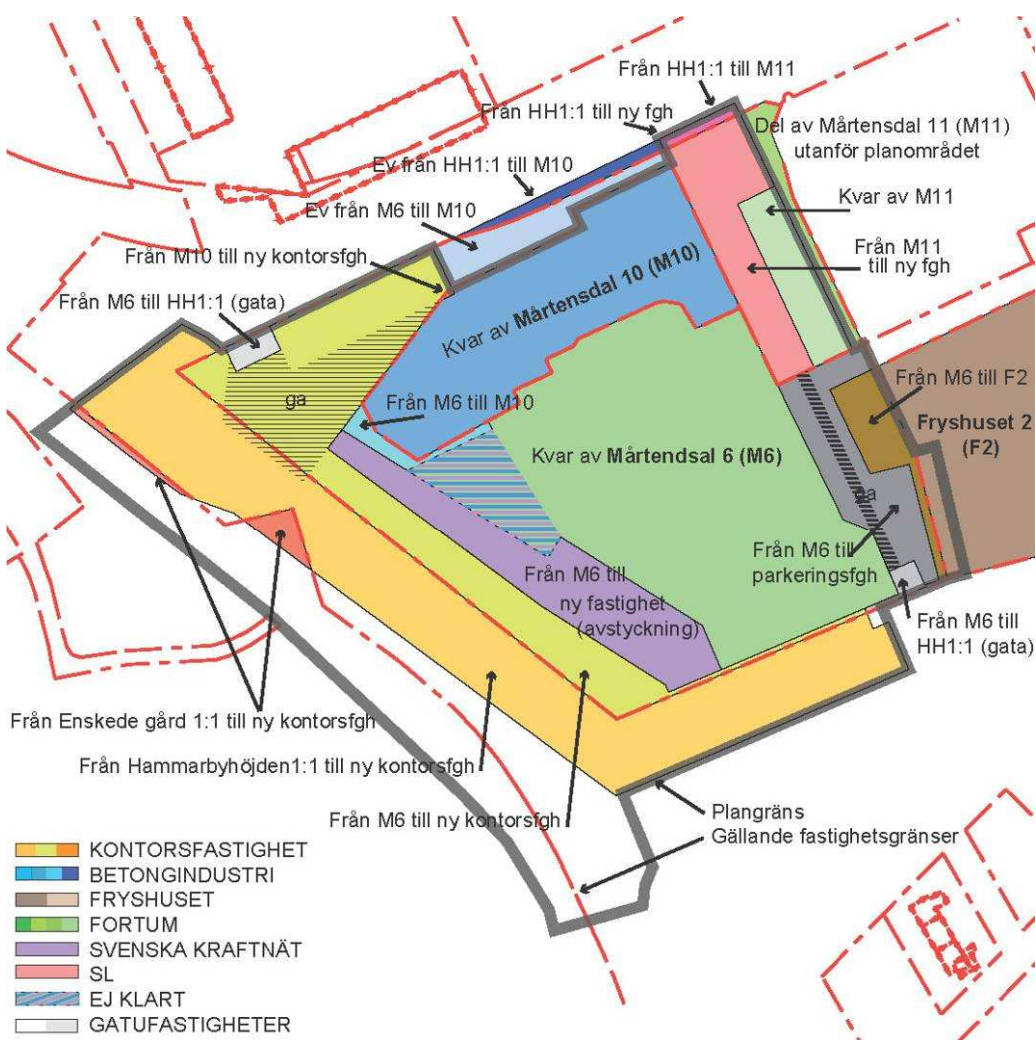 Från HH1:1 till M11
Från HH1:1 till ny fgh
Del av Mårtensdal 11 (M11)
utanför planområdet
Ev från HH1:1 till M10
Kvar av M11
Ev från M6 till M10
Från M11
till ny fgh
Från M10 till ny kontorsfgh
Mårtensdal 10 (M10)
Kvar av
Från M6 till HH1:1 (gata)
Från M6 till F2
ga
Från M6 till M10
Fryshuset 2
(F2)
Kvar av Mårtendsal 6 (M6)
ga
Från M6 till
parkeringsfgh
Från M6 till
ny fastighet
(avstyckning)
Från M6 till
HH1:1 (gata)
Från Enskede gård 1:1 till ny kontorsfgh
Från Hammarbyhöjden1:1 till ny kontorsfgh
Från M6 till ny kontorsfgh
Plangräns
Gällande fastighetsgränser
KONTORSFASTIGHET
BETONGINDUSTRI
FRYSHUSET
FORTUM
SVENSKA KRAFTNÄT
SL
EJ KLART
GATUFASTIGHETER